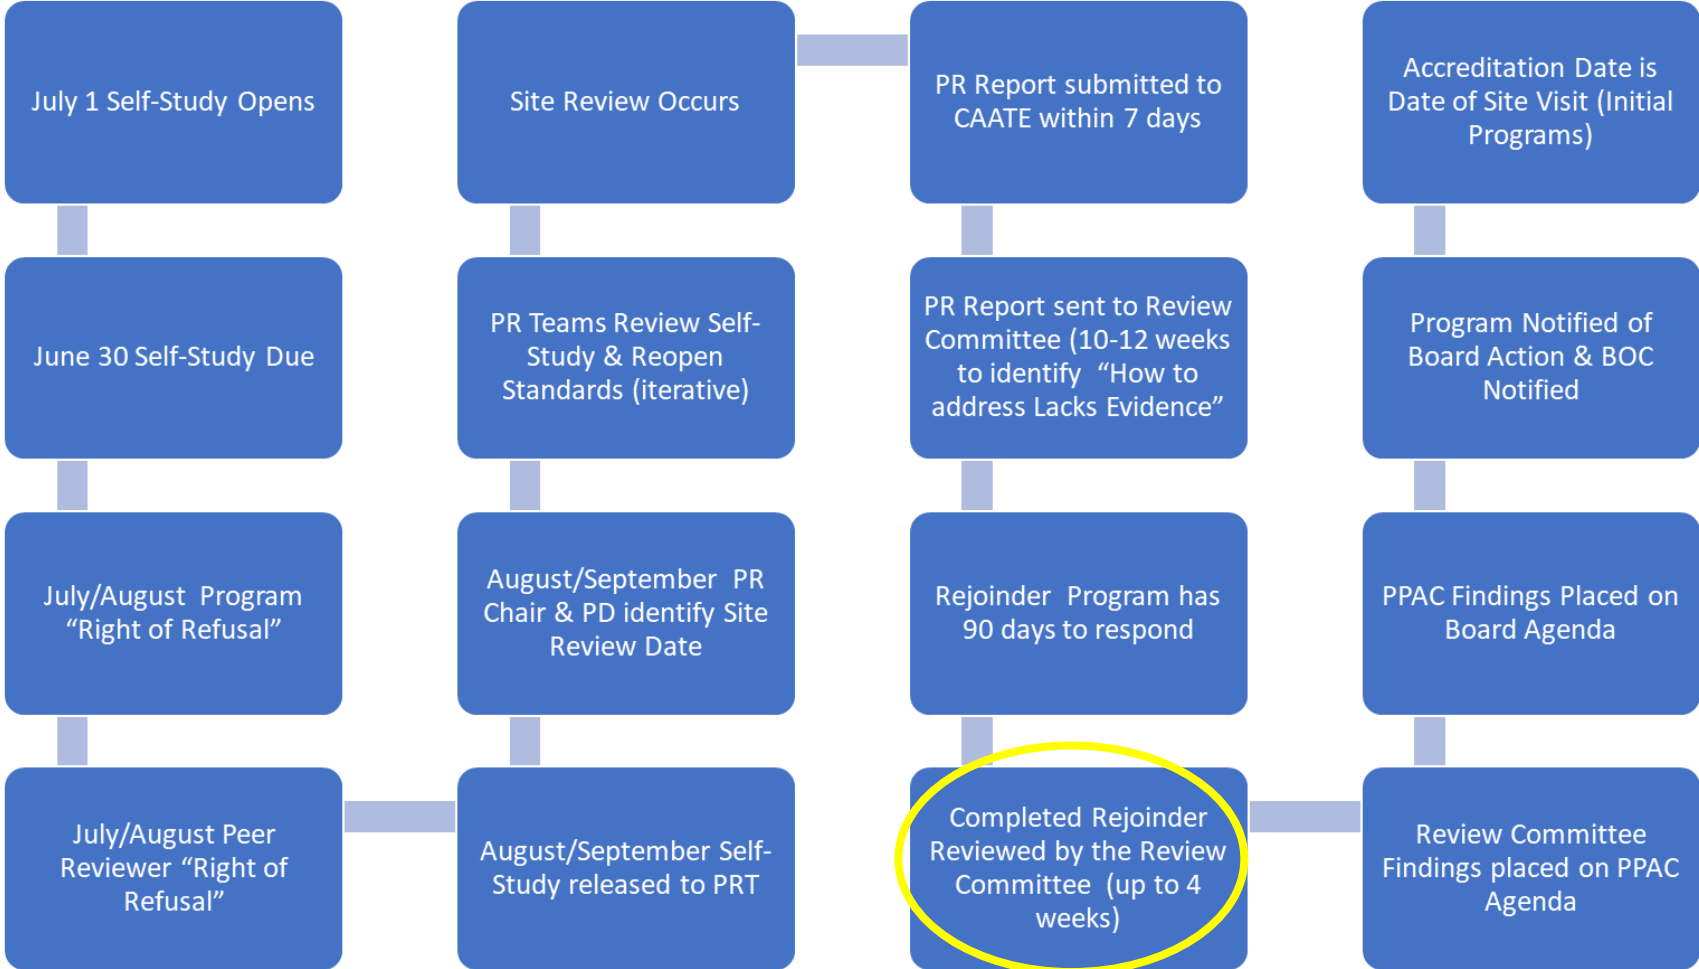 July 1 Self-Study Opens
June 30 Self-Study Due
July/August Program
“Right of Refusal”
July/August Peer
Reviewer “Right of
Refusal”
August/September Self-
Study released to PRT
August/September PR
Chair & PD identify Site
Review Date
PR Teams Review Self-
Study & Reopen
Standards (iterative)
Site Review Occurs
PR Report submitted to
CAATE within 7 days
PR Report sent to Review
Committee (10-12 weeks
to identify “How to
address Lacks Evidence”
Rejoinder Program has
90 days to respond
Completed Rejoinder
Reviewed by the Review
Committee (up to 4
weeks)
Review Committee
Findings placed on PPAC
Agenda
PPAC Findings Placed on
Board Agenda
Program Notified of
Board Action & BOC
Notified
Accreditation Date is
Date of Site Visit (Initial
Programs)